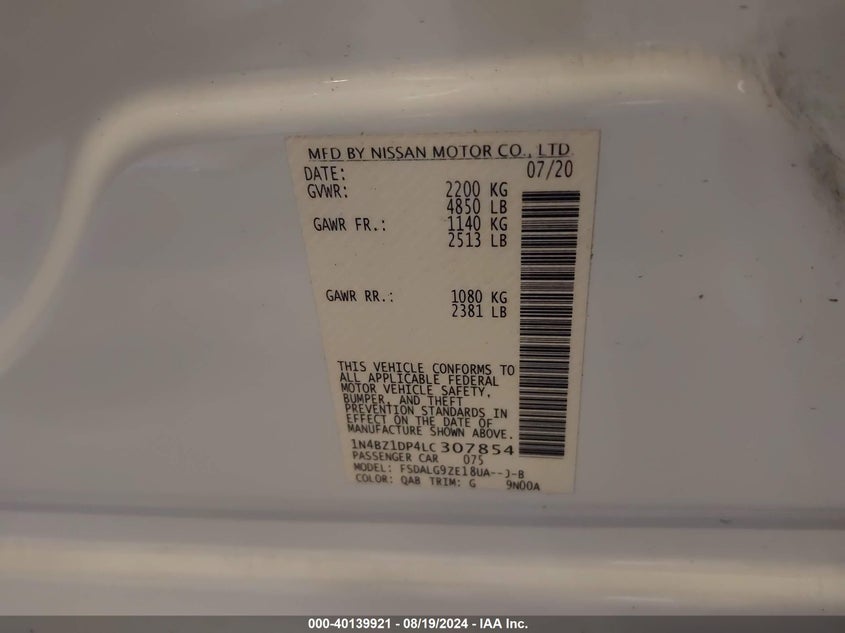 MFD BY NISSAN MOTOR CO., LTD.
DATE: 07/20
GVWR: 2200 KG
4850 LB
GAWR FR.: 1140 KG
2513 LB
GAWR RR.: 1080 KG
2381 LB
THIS VEHICLE CONFORMS TO
ALL APPLICABLE FEDERAL
MOTOR VEHICLE SAFETY,
BUMPER, AND THEFT
PREVENTION STANDARDS IN
EFFECT ON THE DATE OF
MANUFACTURE SHOWN ABOVE.
1N4BZ1DP4LC307854
PASSENGER CAR 075
MODEL: FSDALG9ZE18UA--J-B
COLOR: QAB TRIM: G 9N00A
000-40139921 - 08/19/2024 - IAA Inc.